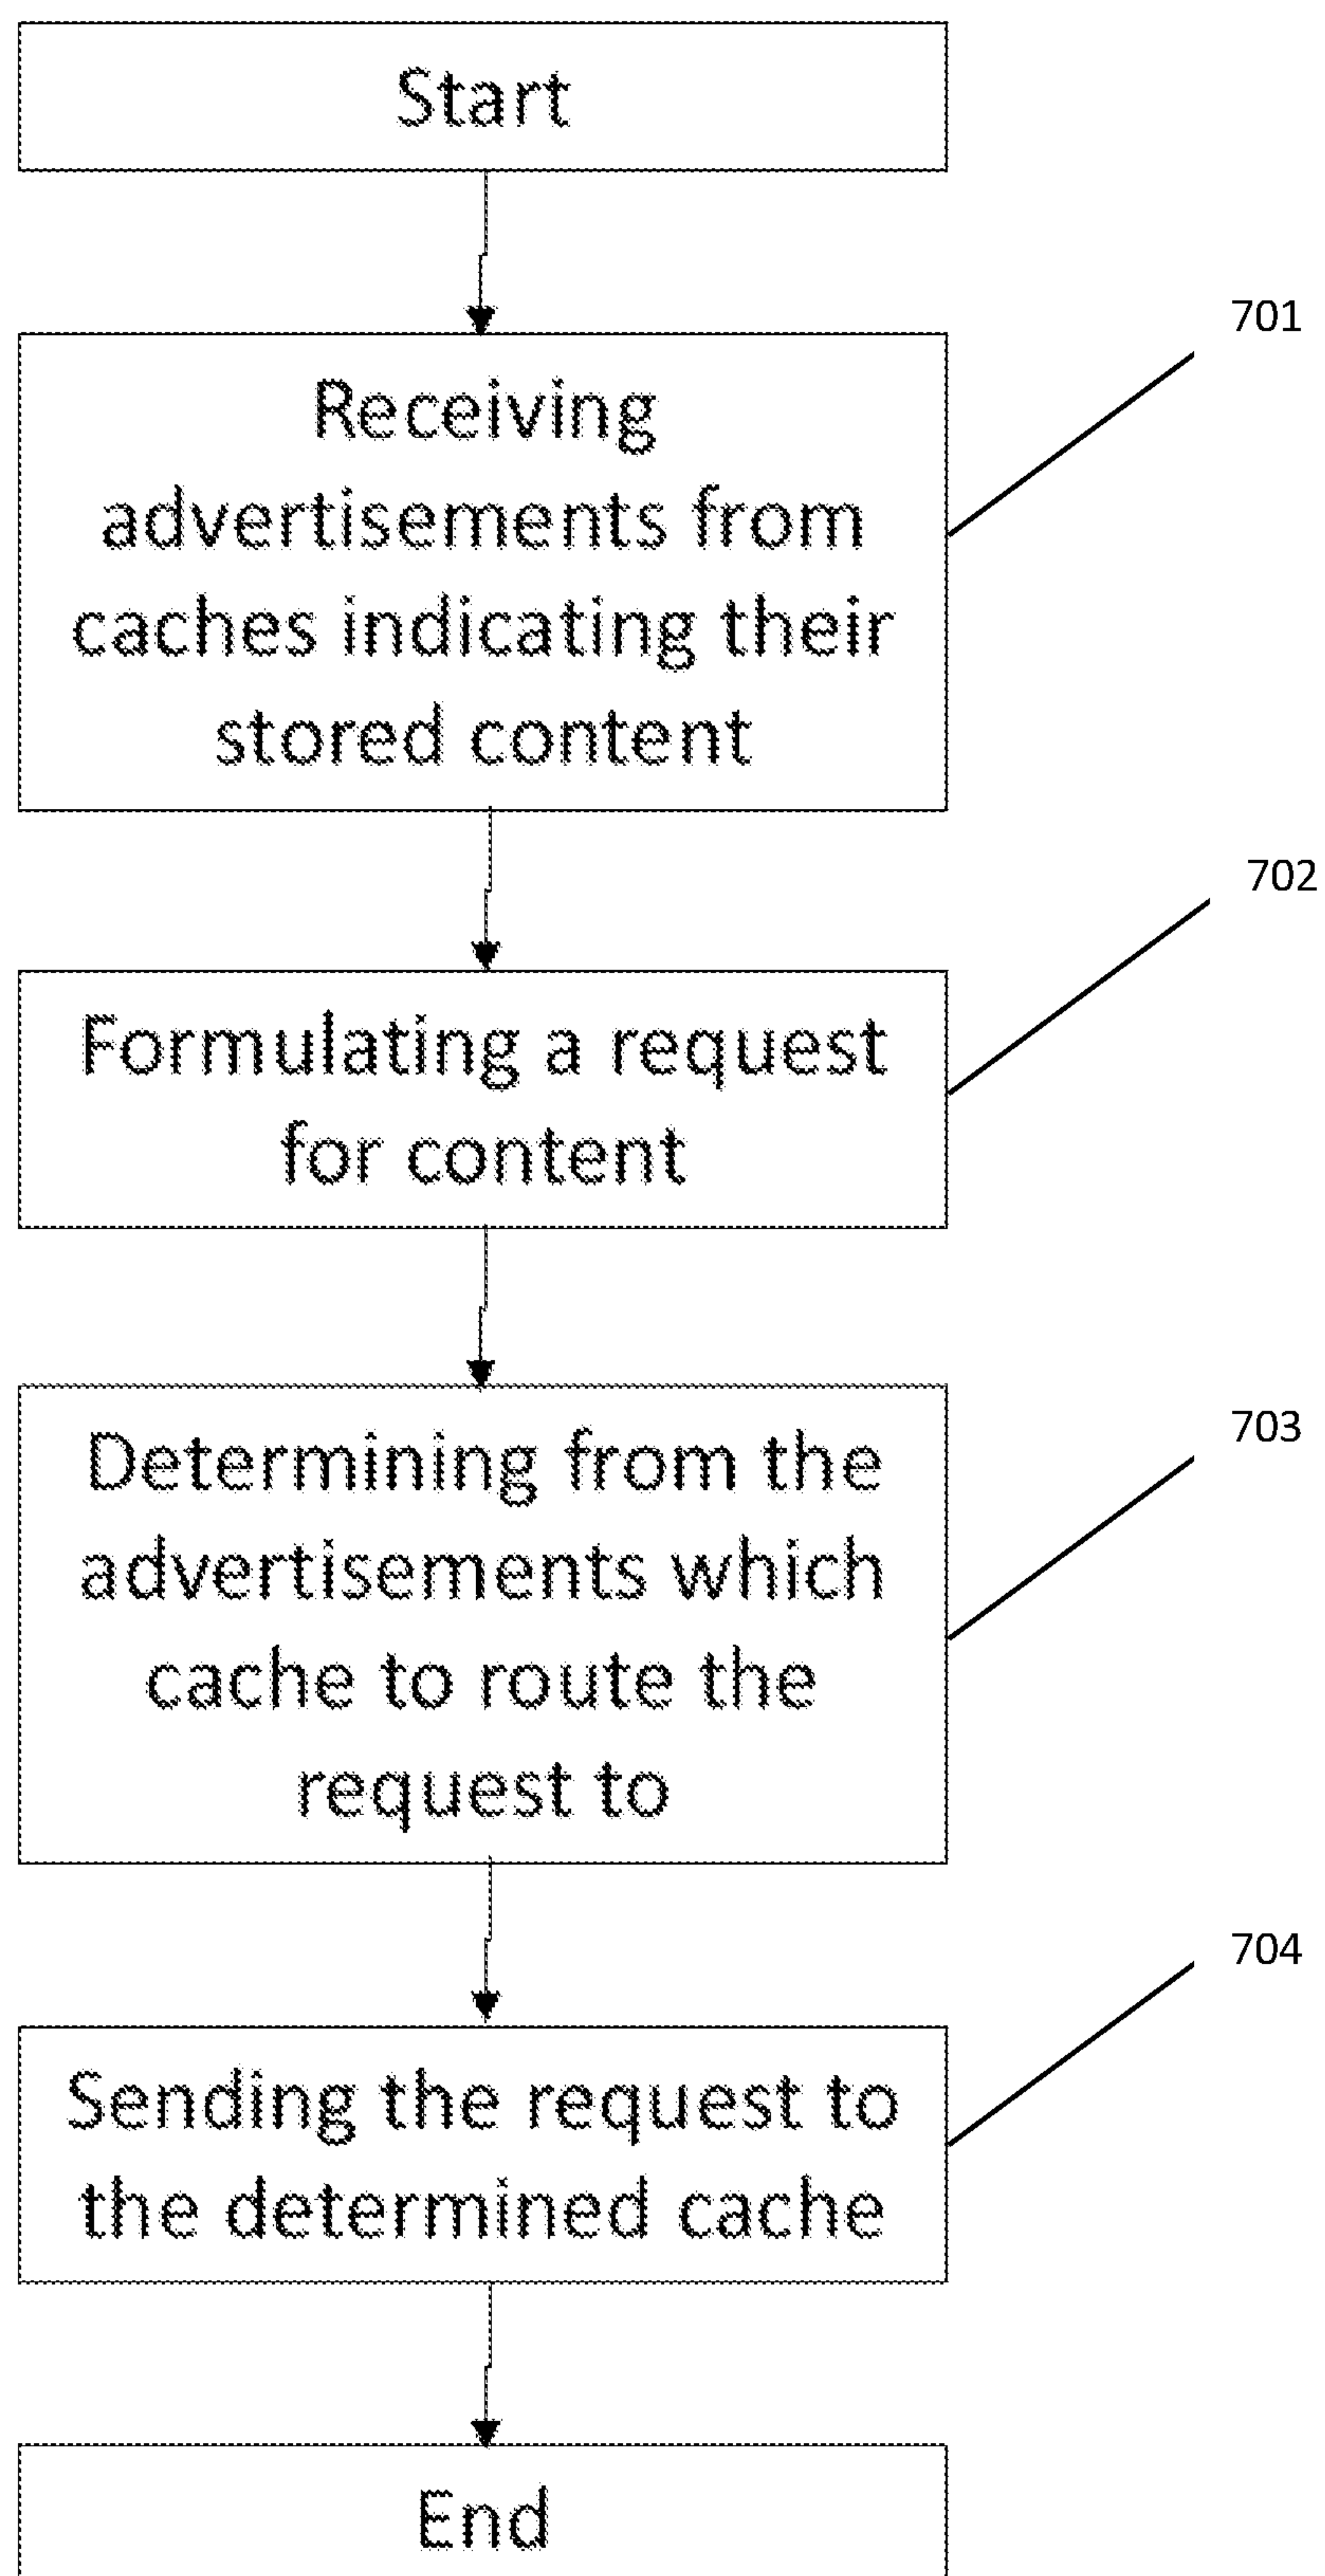 Start
701
Receiving
advertisements from
caches indicating their
stored content
702
Formulating a request
for content
703
Determining from the
advertisements which
cache to route the
request to
704
Sending the request to
the determined cache
End